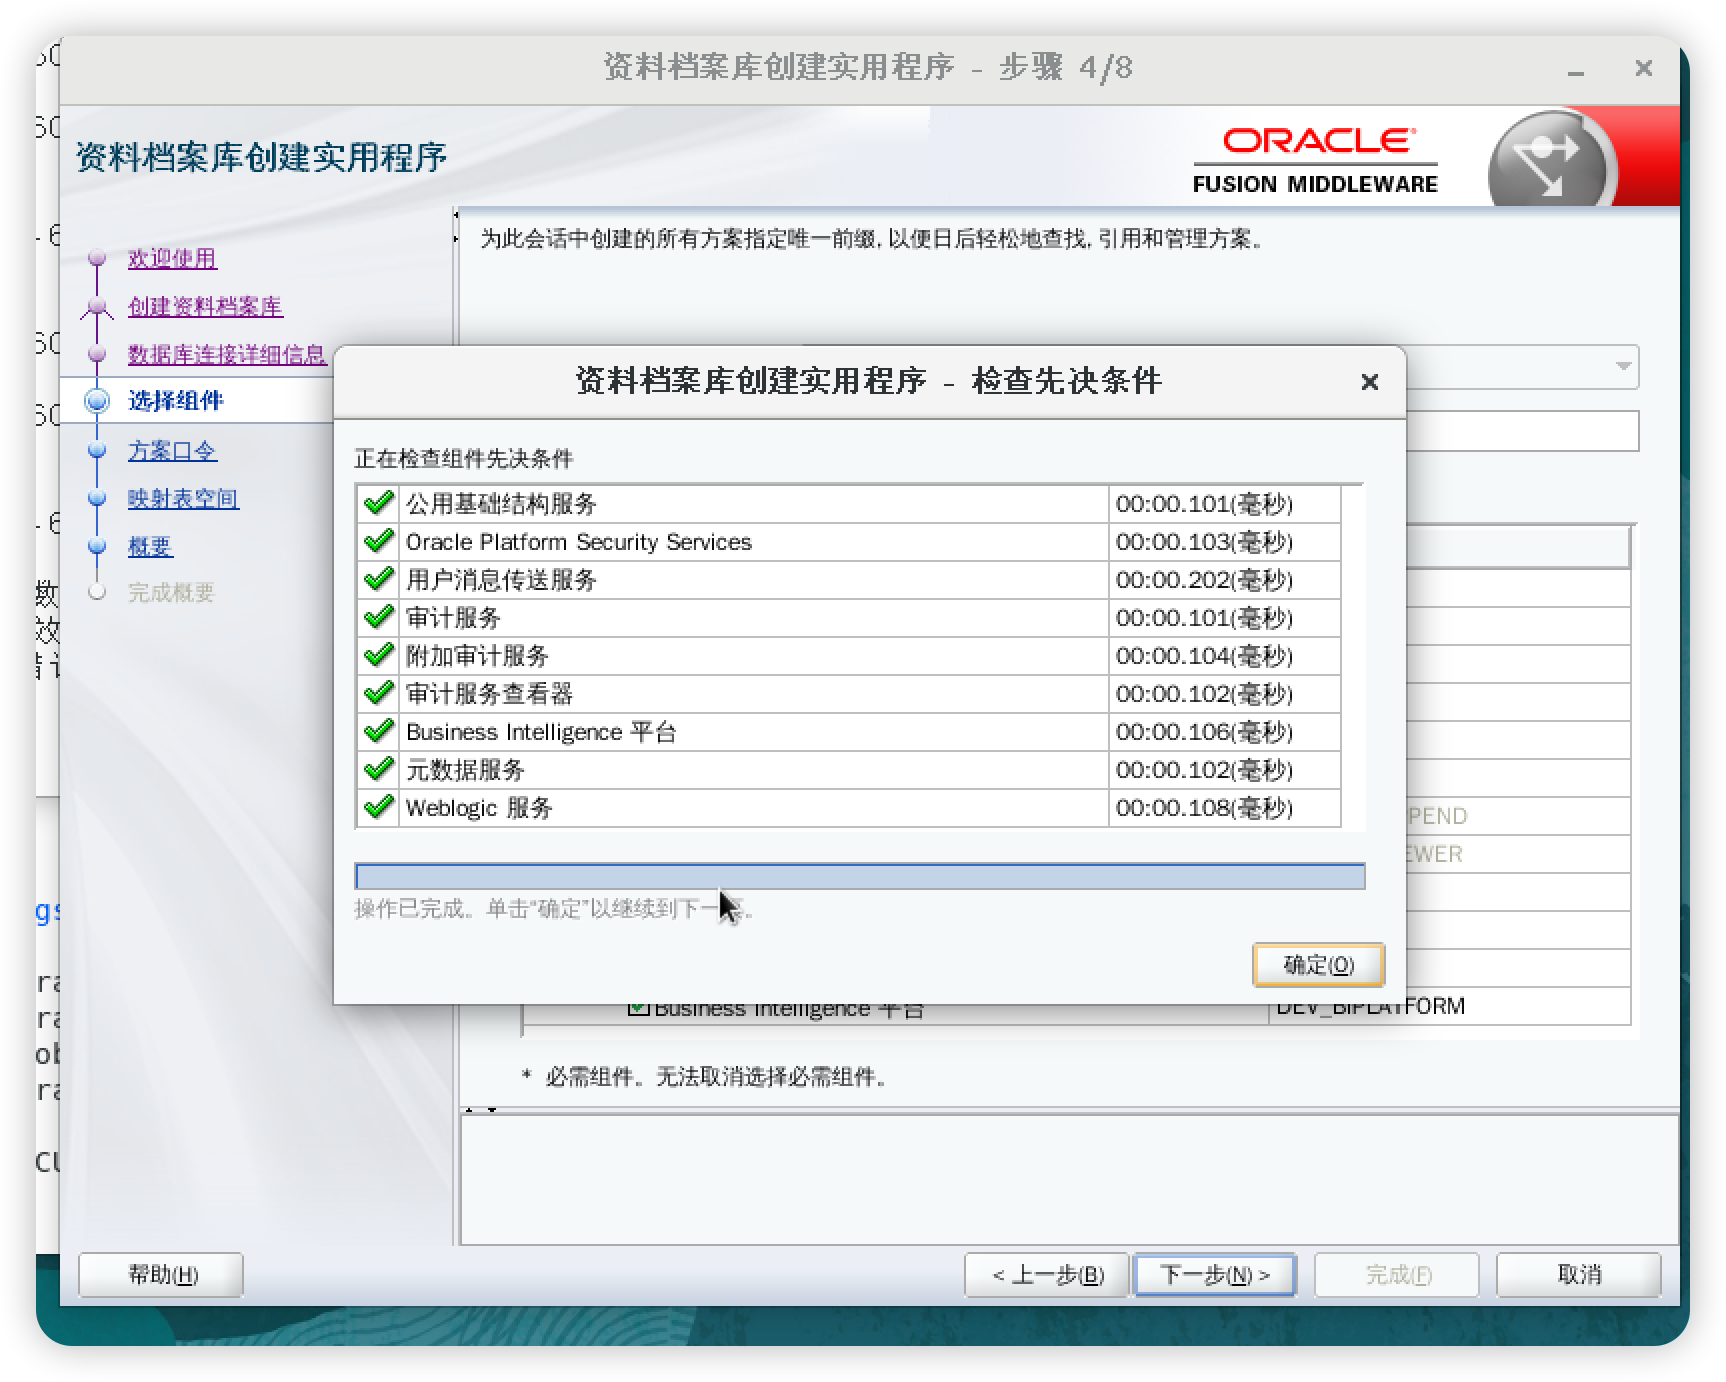 资料档案库创建实用程序 - 步骤 4/8
资料档案库创建实用程序
ORACLE
FUSION MIDDLEWARE
欢迎使用
创建资料档案库
数据库连接详细信息
选择组件
方案口令
映射表空间
概要
完成概要
为此会话中创建的所有方案指定唯一前缀, 以便日后轻松地查找, 引用和管理方案。
资料档案库创建实用程序 - 检查先决条件
正在检查组件先决条件
公用基础结构服务 00:00.101(毫秒)
Oracle Platform Security Services 00:00.103(毫秒)
用户消息传送服务 00:00.202(毫秒)
审计服务 00:00.101(毫秒)
附加审计服务 00:00.104(毫秒)
审计服务查看器 00:00.102(毫秒)
Business Intelligence 平台 00:00.106(毫秒)
元数据服务 00:00.102(毫秒)
Weblogic 服务 00:00.108(毫秒)
操作已完成。单击“确定”以继续到下一
确定(O)
PEND
EWER
Business Intelligence 平台 DEV_BIPLATFORM
* 必需组件。无法取消选择必需组件。
帮助(H)
< 上一步(B)
下一步(N) >
完成(F)
取消